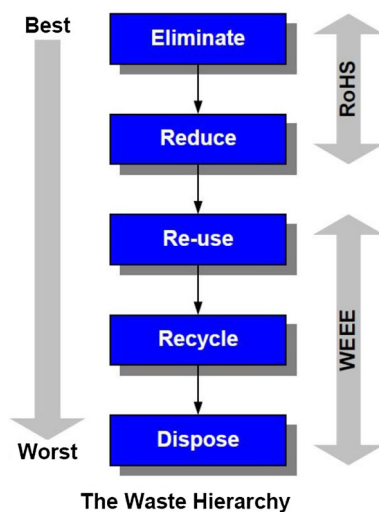 Best
Eliminate
RoHS
Reduce
Re-use
WEEE
Recycle
Dispose
Worst
The Waste Hierarchy